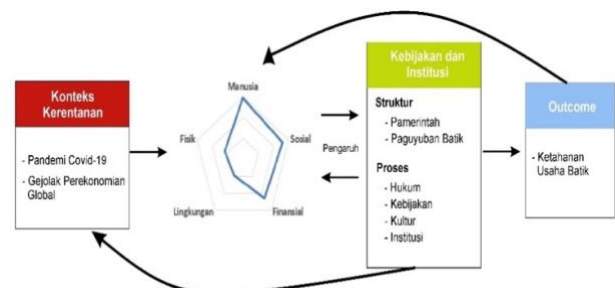 Konteks
Kerentanan
- Pandemi Covid-19
- Gejolak Perekonomian
Global
Manusia
Sosial
Finansial
Lingkungan
Fisik
Pengaruh
Kebijakan dan
Institusi
Struktur
- Pamerintah
- Paguyuban Batik
Proses
- Hukum
- Kebijakan
- Kultur
- Institusi
Outcome
- Ketahanan
Usaha Batik